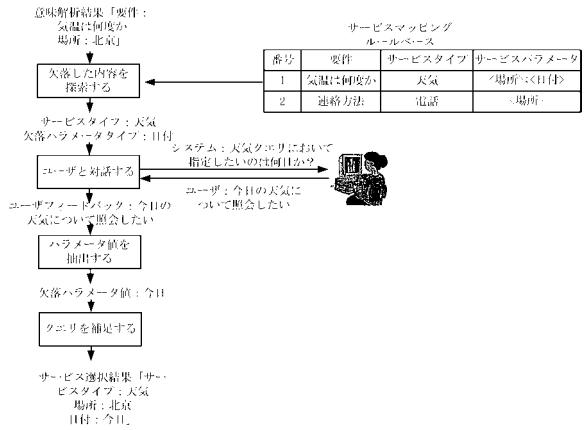 意味解析結果「要件：
気温は何度か
場所：北京」
サービスマッピング
ルールベース
番号 要件 サービスタイプ サービスパラメータ
1 気温は何度か 天気 <場所>:<日付>
2 連絡方法 電話 <場所>
欠落した内容を
探索する
サービスタイプ：天気
欠落パラメータタイプ：日付
システム：天気クエリにおいて
指定したいのは何日か？
ユーザと対話する
ユーザ：今日の天気に
ついて照会したい
ユーザフィードバック：今日の
天気について照会したい
パラメータ値を
抽出する
欠落パラメータ値：今日
クエリを補足する
サービス選択結果「サー
ビスタイプ：天気
場所：北京
日付：今日」